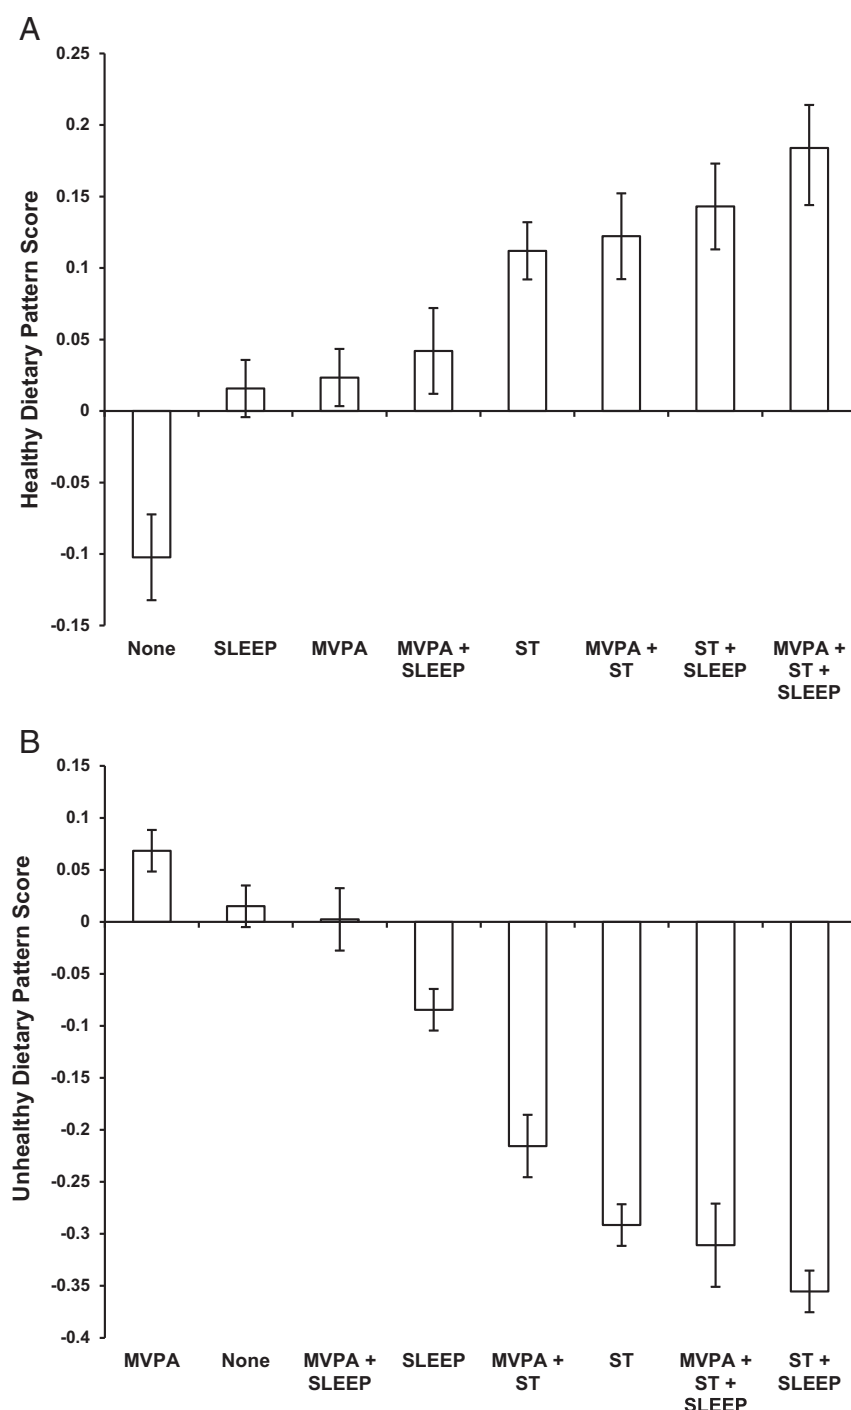 A
0.25
0.2
0.15
0.1
0.05
0
-0.05
-0.1
-0.15
Healthy Dietary Pattern Score
None
SLEEP
MVPA
MVPA +
SLEEP
ST
MVPA +
ST
ST +
SLEEP
MVPA +
ST +
SLEEP
B
0.15
0.1
0.05
0
-0.05
-0.1
-0.15
-0.2
-0.25
-0.3
-0.35
-0.4
Unhealthy Dietary Pattern Score
MVPA
None
MVPA +
SLEEP
SLEEP
MVPA +
ST
ST
MVPA +
ST +
SLEEP
ST +
SLEEP